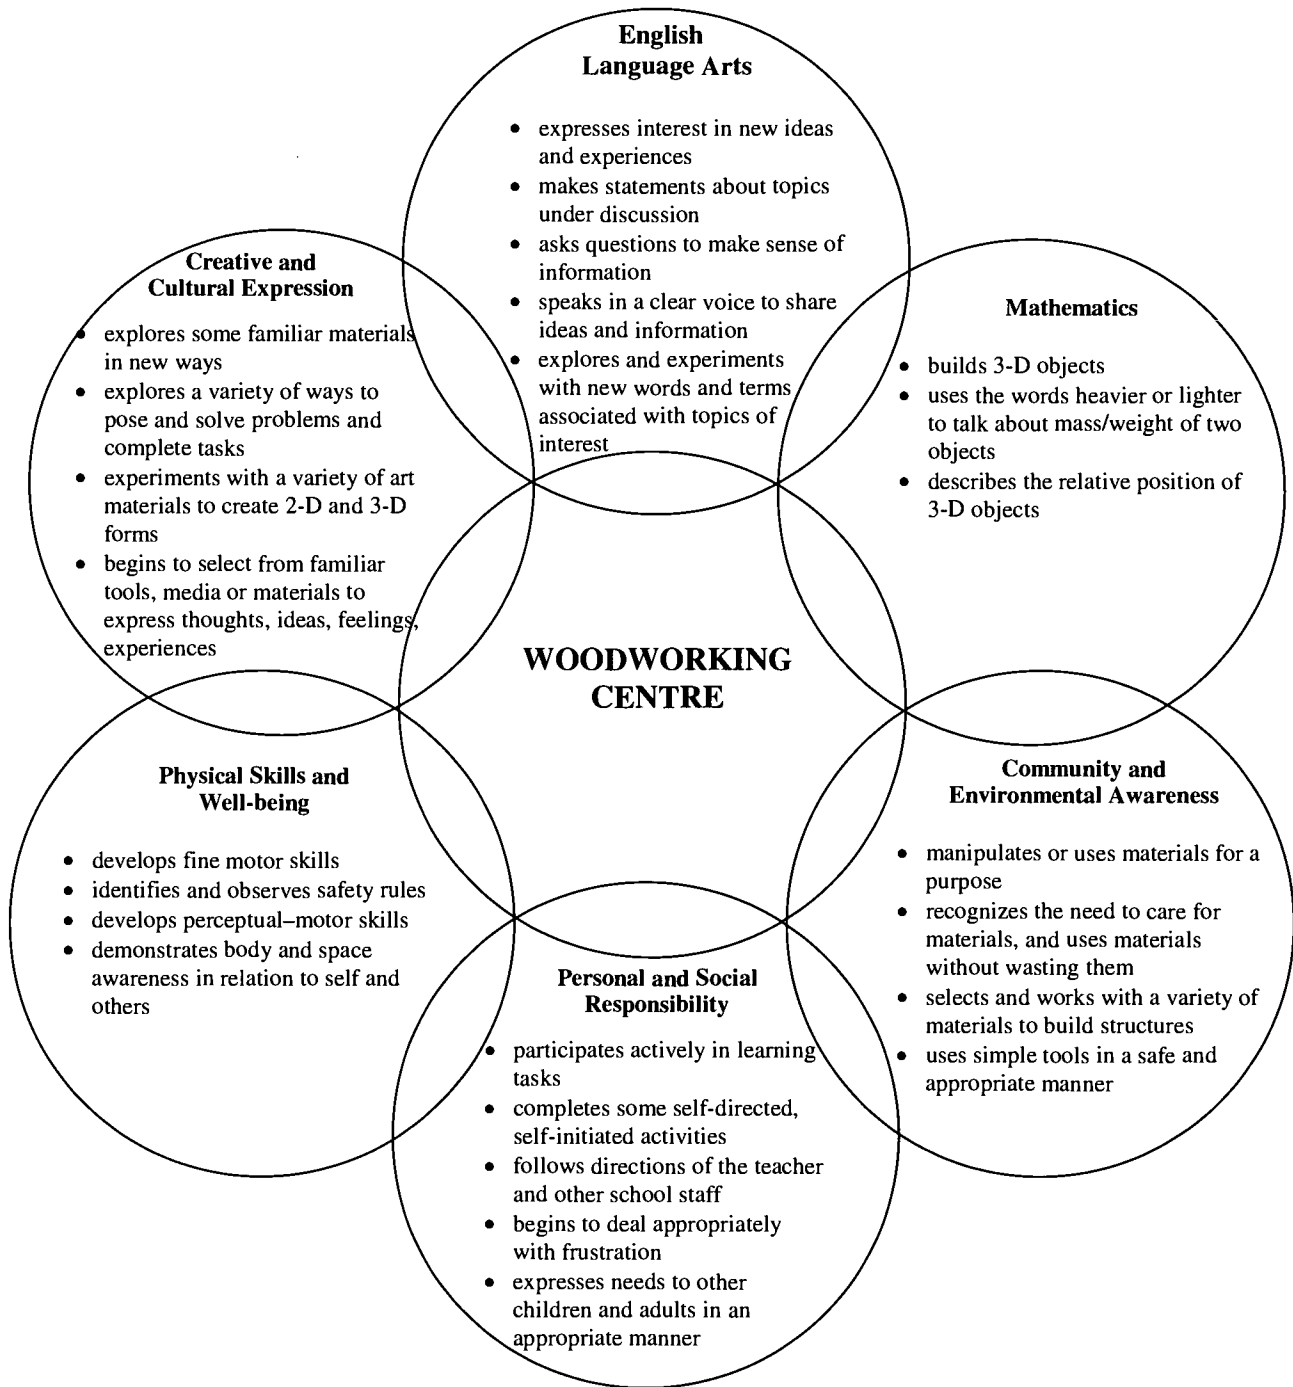 English
Language Arts
• expresses interest in new ideas
and experiences
• makes statements about topics
under discussion
• asks questions to make sense of
information
• speaks in a clear voice to share
ideas and information
• explores and experiments
with new words and terms
associated with topics of
interest
Creative and
Cultural Expression
• explores some familiar materials
in new ways
• explores a variety of ways to
pose and solve problems and
complete tasks
• experiments with a variety of art
materials to create 2-D and 3-D
forms
• begins to select from familiar
tools, media or materials to
express thoughts, ideas, feelings,
experiences
Mathematics
• builds 3-D objects
• uses the words heavier or lighter
to talk about mass/weight of two
objects
• describes the relative position of
3-D objects
WOODWORKING
CENTRE
Physical Skills and
Well-being
• develops fine motor skills
• identifies and observes safety rules
• develops perceptual–motor skills
• demonstrates body and space
awareness in relation to self and
others
Community and
Environmental Awareness
• manipulates or uses materials for a
purpose
• recognizes the need to care for
materials, and uses materials
without wasting them
• selects and works with a variety of
materials to build structures
• uses simple tools in a safe and
appropriate manner
Personal and Social
Responsibility
• participates actively in learning
tasks
• completes some self-directed,
self-initiated activities
• follows directions of the teacher
and other school staff
• begins to deal appropriately
with frustration
• expresses needs to other
children and adults in an
appropriate manner